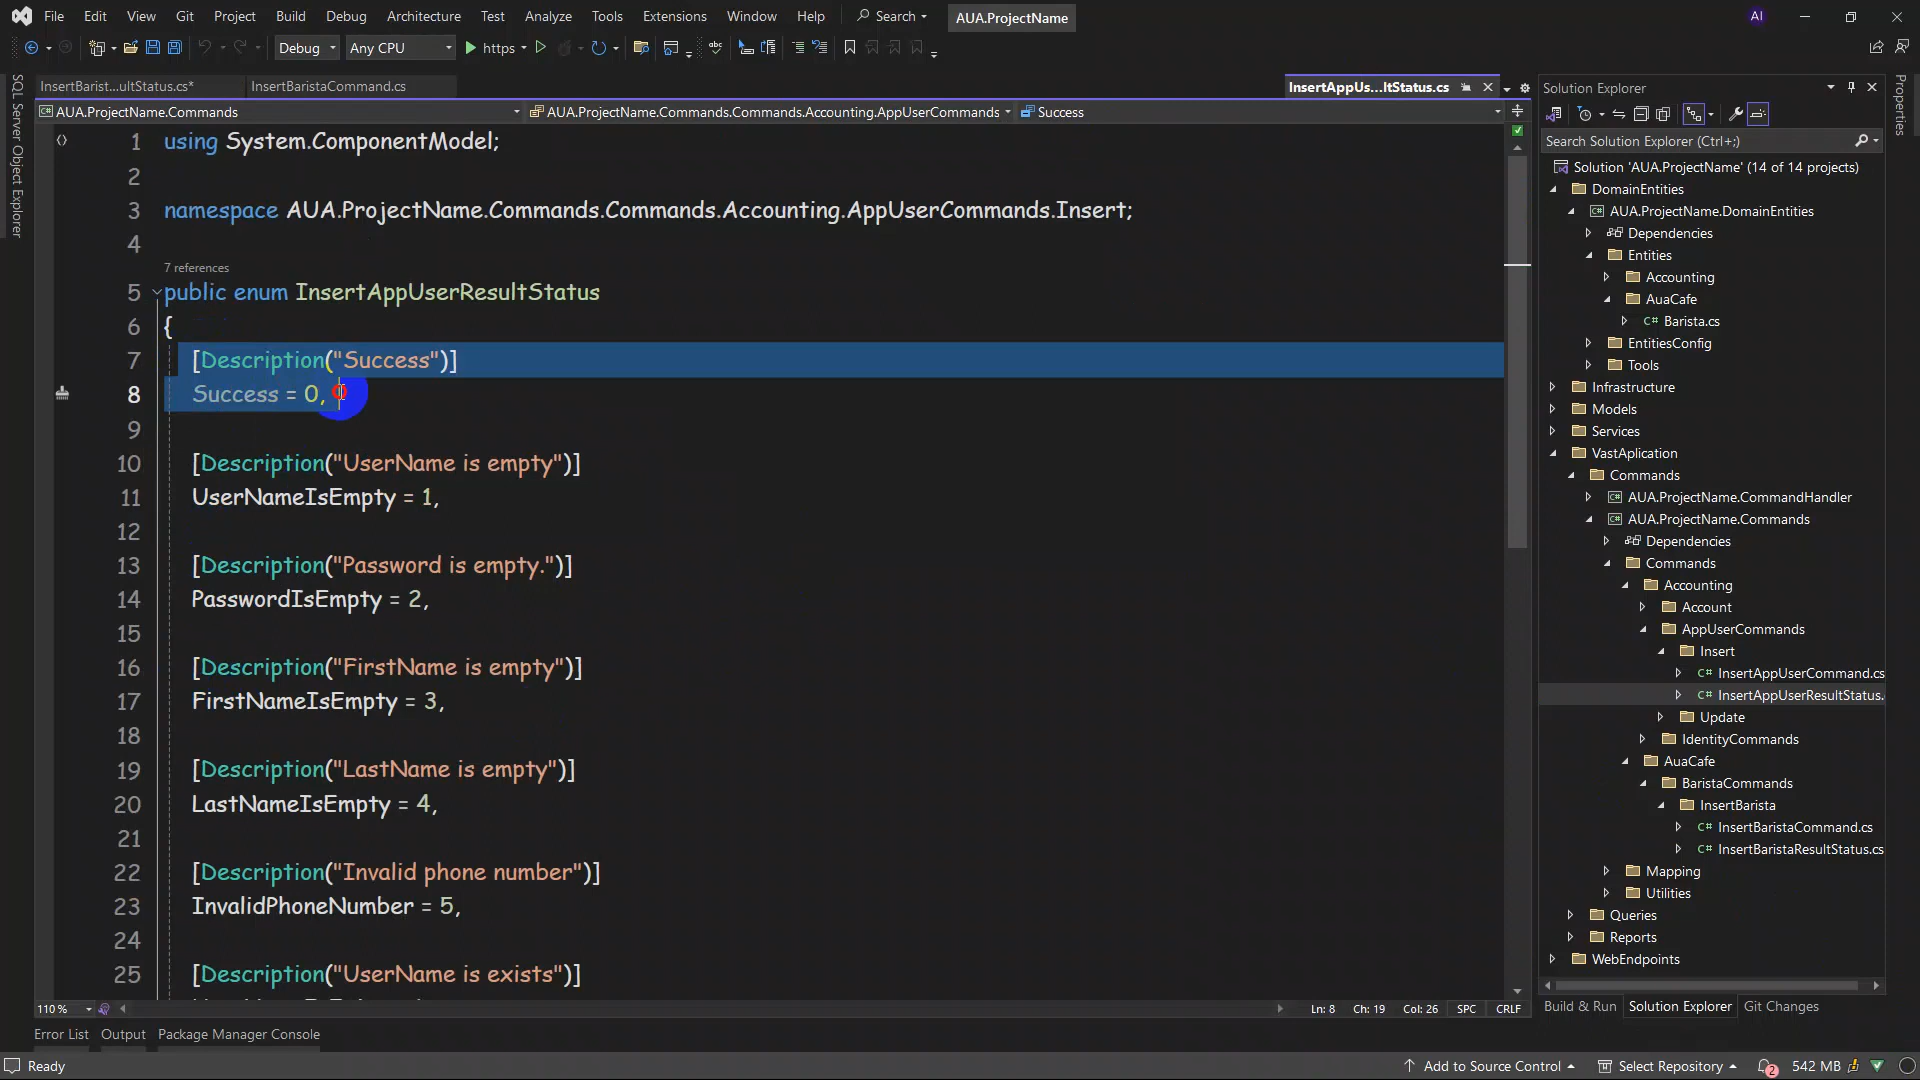 File Edit View Git Project Build Debug Architecture Test Analyze Tools Extensions Window Help Search AUA.ProjectName AI
Debug Any CPU https
InsertBarist...ultStatus.cs* InsertBaristaCommand.cs InsertAppUs...ltStatus.cs
AUA.ProjectName.Commands AUA.ProjectName.Commands.Commands.Accounting.AppUserCommands Success
SQL Server Object Explorer
1 using System.ComponentModel;
2
3 namespace AUA.ProjectName.Commands.Commands.Accounting.AppUserCommands.Insert;
4
7 references
5 public enum InsertAppUserResultStatus
6 {
7 [Description("Success")]
8 Success = 0,
9
10 [Description("UserName is empty")]
11 UserNameIsEmpty = 1,
12
13 [Description("Password is empty.")]
14 PasswordIsEmpty = 2,
15
16 [Description("FirstName is empty")]
17 FirstNameIsEmpty = 3,
18
19 [Description("LastName is empty")]
20 LastNameIsEmpty = 4,
21
22 [Description("Invalid phone number")]
23 InvalidPhoneNumber = 5,
24
25 [Description("UserName is exists")]
110 % Ln: 8 Ch: 19 Col: 26 SPC CRLF
Error List Output Package Manager Console
Solution Explorer
Search Solution Explorer (Ctrl+;)
Solution 'AUA.ProjectName' (14 of 14 projects)
DomainEntities
C# AUA.ProjectName.DomainEntities
Dependencies
Entities
Accounting
AuaCafe
C# Barista.cs
EntitiesConfig
Tools
Infrastructure
Models
Services
VastAplication
Commands
C# AUA.ProjectName.CommandHandler
C# AUA.ProjectName.Commands
Dependencies
Commands
Accounting
Account
AppUserCommands
Insert
C# InsertAppUserCommand.cs
C# InsertAppUserResultStatus.
Update
IdentityCommands
AuaCafe
BaristaCommands
InsertBarista
C# InsertBaristaCommand.cs
C# InsertBaristaResultStatus.cs
Mapping
Utilities
Queries
Reports
WebEndpoints
Build & Run Solution Explorer Git Changes
Properties
Ready Add to Source Control Select Repository 2 542 MB